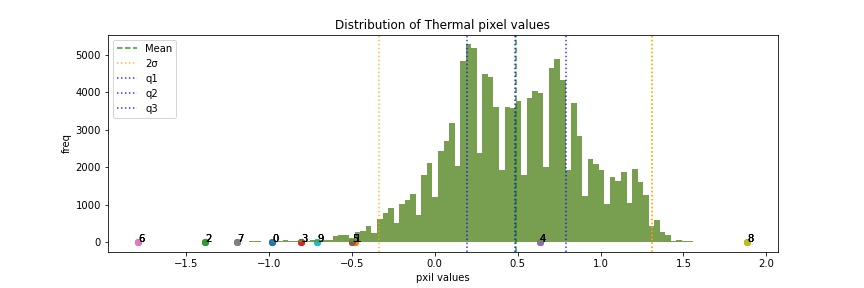 Distribution of Thermal pixel values
Mean
2σ
q1
q2
q3
freq
5000
4000
3000
2000
1000
0
6 2 7 0 3 9 1 4 8
−1.5 −1.0 −0.5 0.0 0.5 1.0 1.5 2.0
pxil values